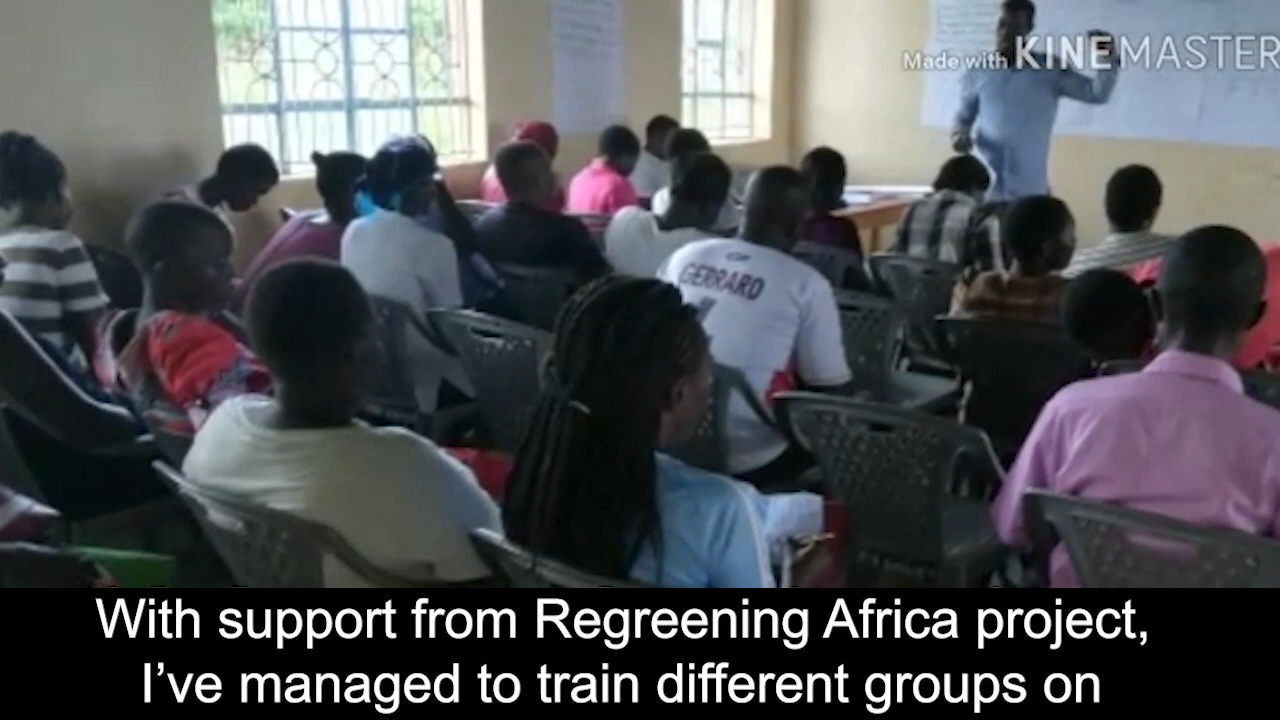 Made with KINEMASTER
GERRARD
With support from Regreening Africa project,
I've managed to train different groups on